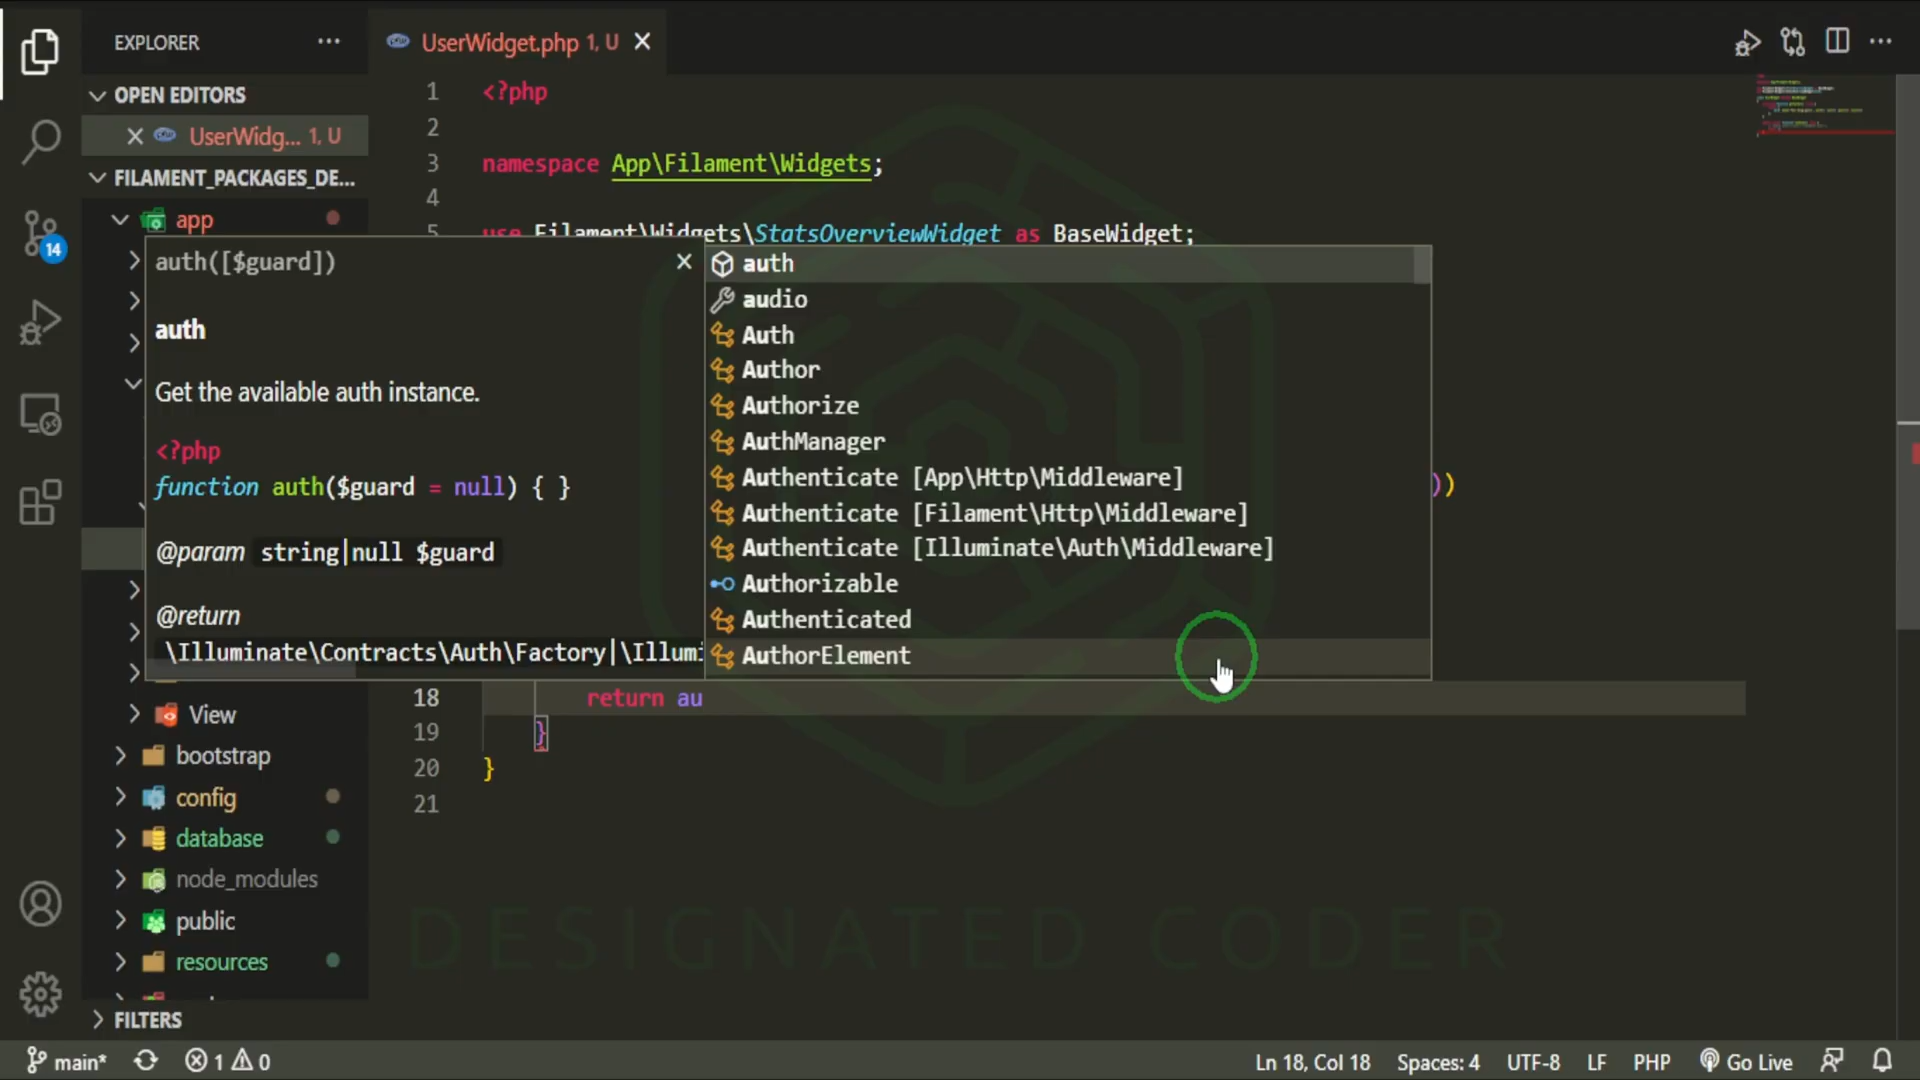 EXPLORER
UserWidget.php 1, U
OPEN EDITORS
UserWidg... 1, U
FILAMENT_PACKAGES_DE...
app
1 <?php
2
3 namespace App\Filament\Widgets;
4
5 use Filament\Widgets\StatsOverviewWidget as BaseWidget;
auth([$guard])
auth
Get the available auth instance.
<?php
function auth($guard = null) { }
@param string|null $guard
@return
\Illuminate\Contracts\Auth\Factory|\Illumi
auth
audio
Auth
Author
Authorize
AuthManager
Authenticate [App\Http\Middleware]
Authenticate [Filament\Http\Middleware]
Authenticate [Illuminate\Auth\Middleware]
Authorizable
Authenticated
AuthorElement
))
18 return au
19 }
20 }
21
View
bootstrap
config
database
node_modules
public
resources
FILTERS
14
DESIGNATED CODER
main* 1 0
Ln 18, Col 18 Spaces: 4 UTF-8 LF PHP Go Live